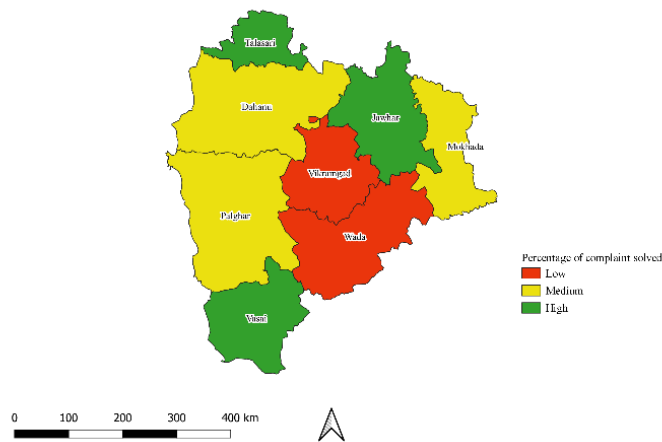 Talasari
Dahanu
Jawhar
Mokhada
Vikramgad
Palghar
Wada
Vasai
Percentage of complaint solved
Low
Medium
High
0 100 200 300 400 km